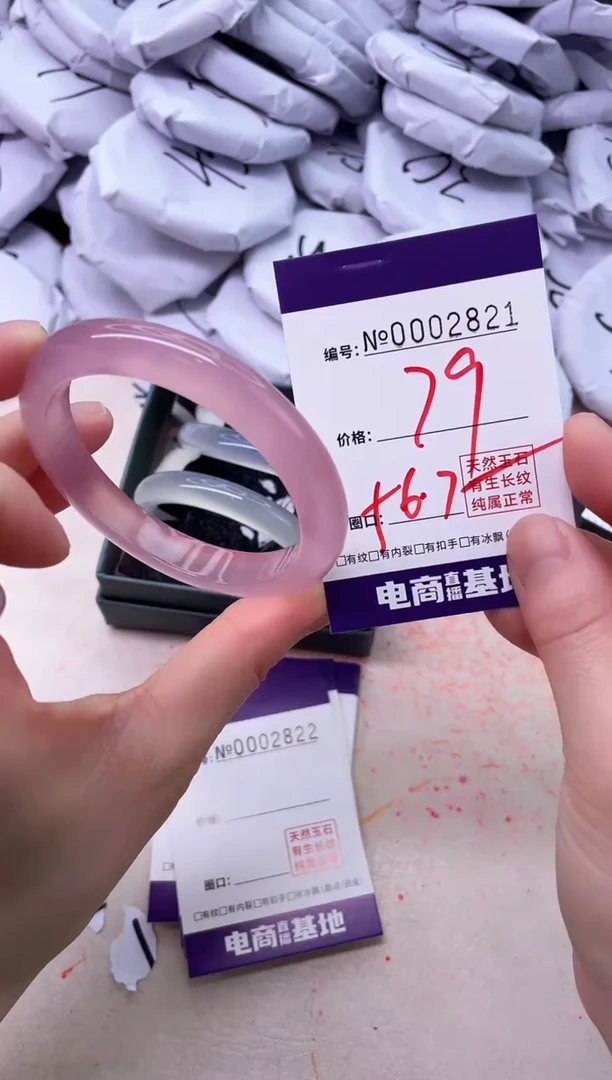 编号:№0002821
价格:
79
圈口:
+6.7
天然玉石
有生长纹
纯属正常
□有纹□有内裂□有扣手□有冰飘(
电商直播基地
№0002822
价格:
天然玉石
有生长纹
纯属正常
圈口:
□有纹□有内裂□有扣手□有冰飘
电商直播基地